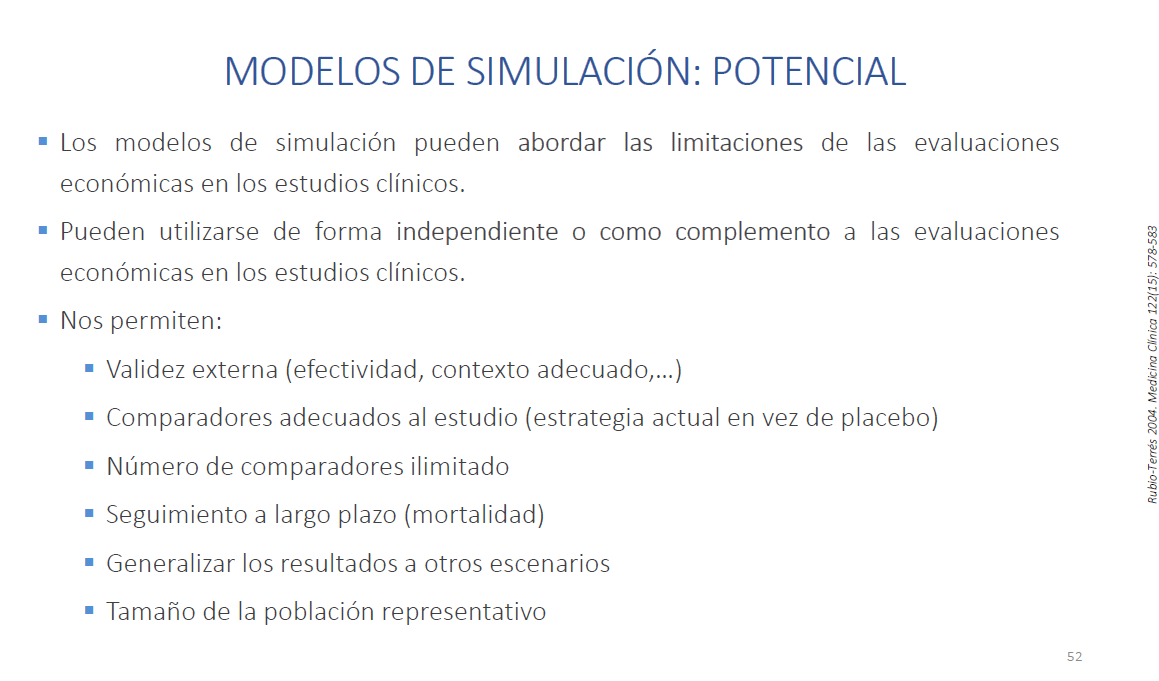 MODELOS DE SIMULACIÓN: POTENCIAL
▪ Los modelos de simulación pueden abordar las limitaciones de las evaluaciones
económicas en los estudios clínicos.
▪ Pueden utilizarse de forma independiente o como complemento a las evaluaciones
económicas en los estudios clínicos.
▪ Nos permiten:
▪ Validez externa (efectividad, contexto adecuado,...)
▪ Comparadores adecuados al estudio (estrategia actual en vez de placebo)
▪ Número de comparadores ilimitado
▪ Seguimiento a largo plazo (mortalidad)
▪ Generalizar los resultados a otros escenarios
▪ Tamaño de la población representativo
Rubio-Terrés 2004. Medicina Clínica 122(15): 578-583
52